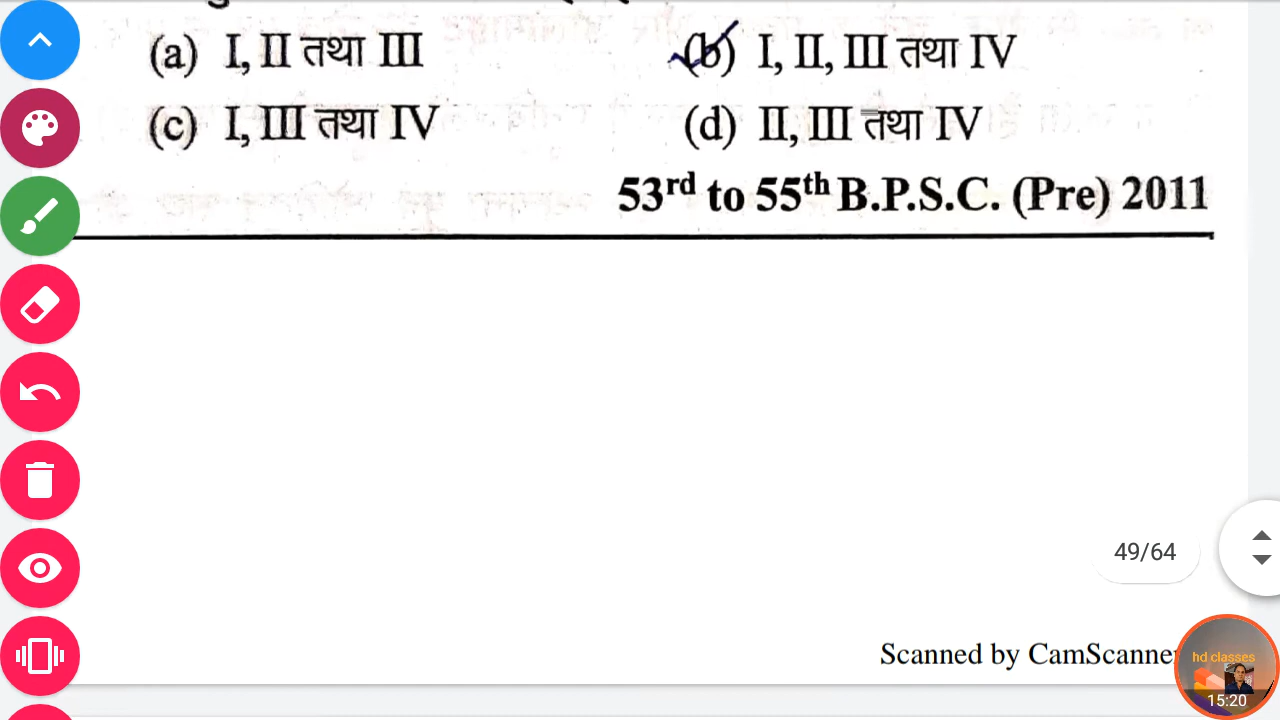 (a) I, II तथा III
(b) I, II, III तथा IV
(c) I, III तथा IV
(d) II, III तथा IV
53rd to 55th B.P.S.C. (Pre) 2011
49/64
Scanned by CamScanne
hd classes
15:20